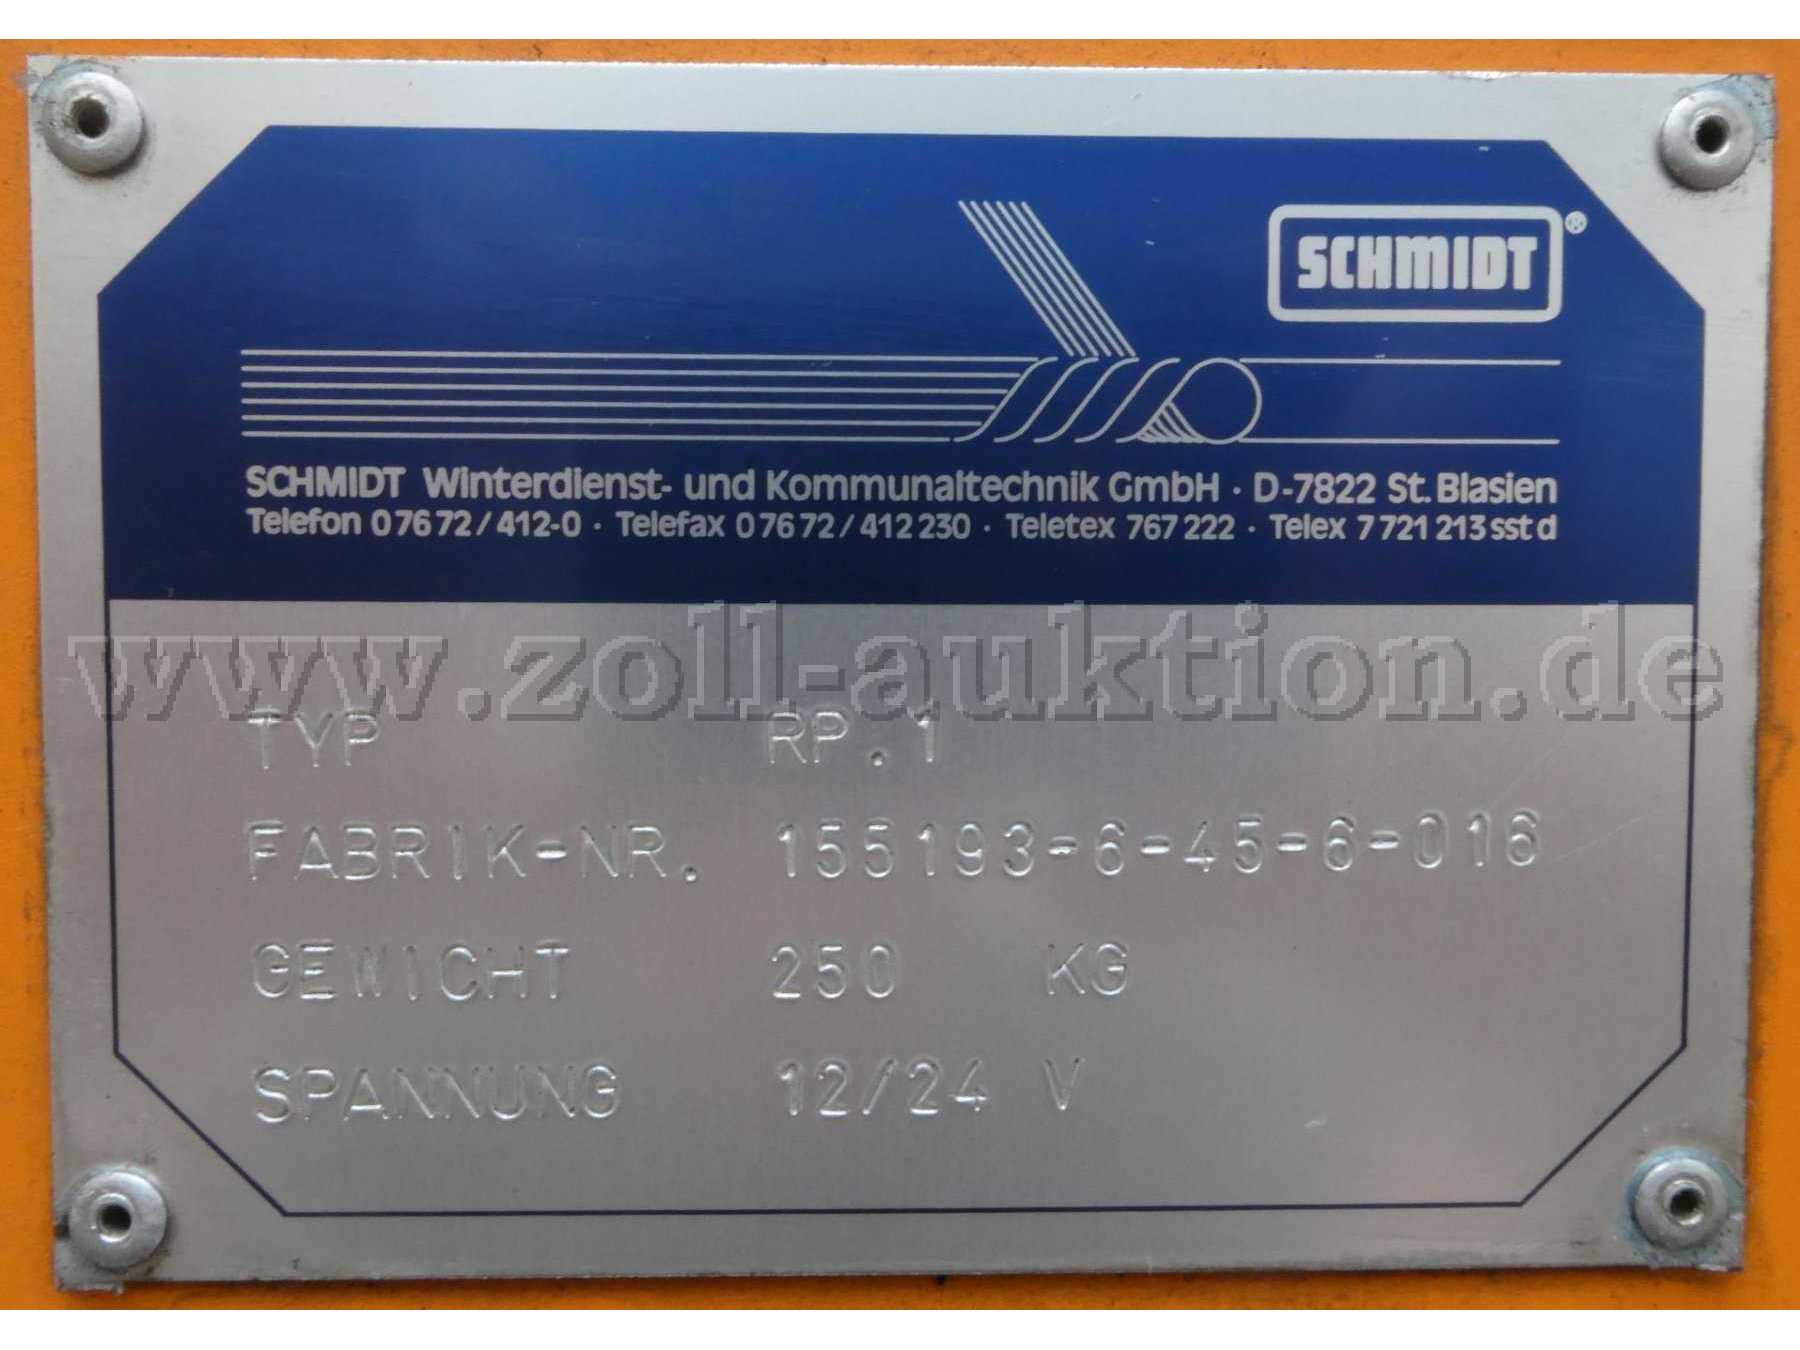 SCHMIDT®
SCHMIDT Winterdienst- und Kommunaltechnik GmbH · D-7822 St. Blasien
Telefon 07672/412-0 · Telefax 07672/412230 · Teletex 767222 · Telex 7721213 sst d
www.zoll-auktion.de
TYP RP.1
FABRIK-NR. 155193-6-45-6-016
GEWICHT 250 KG
SPANNUNG 12/24 V